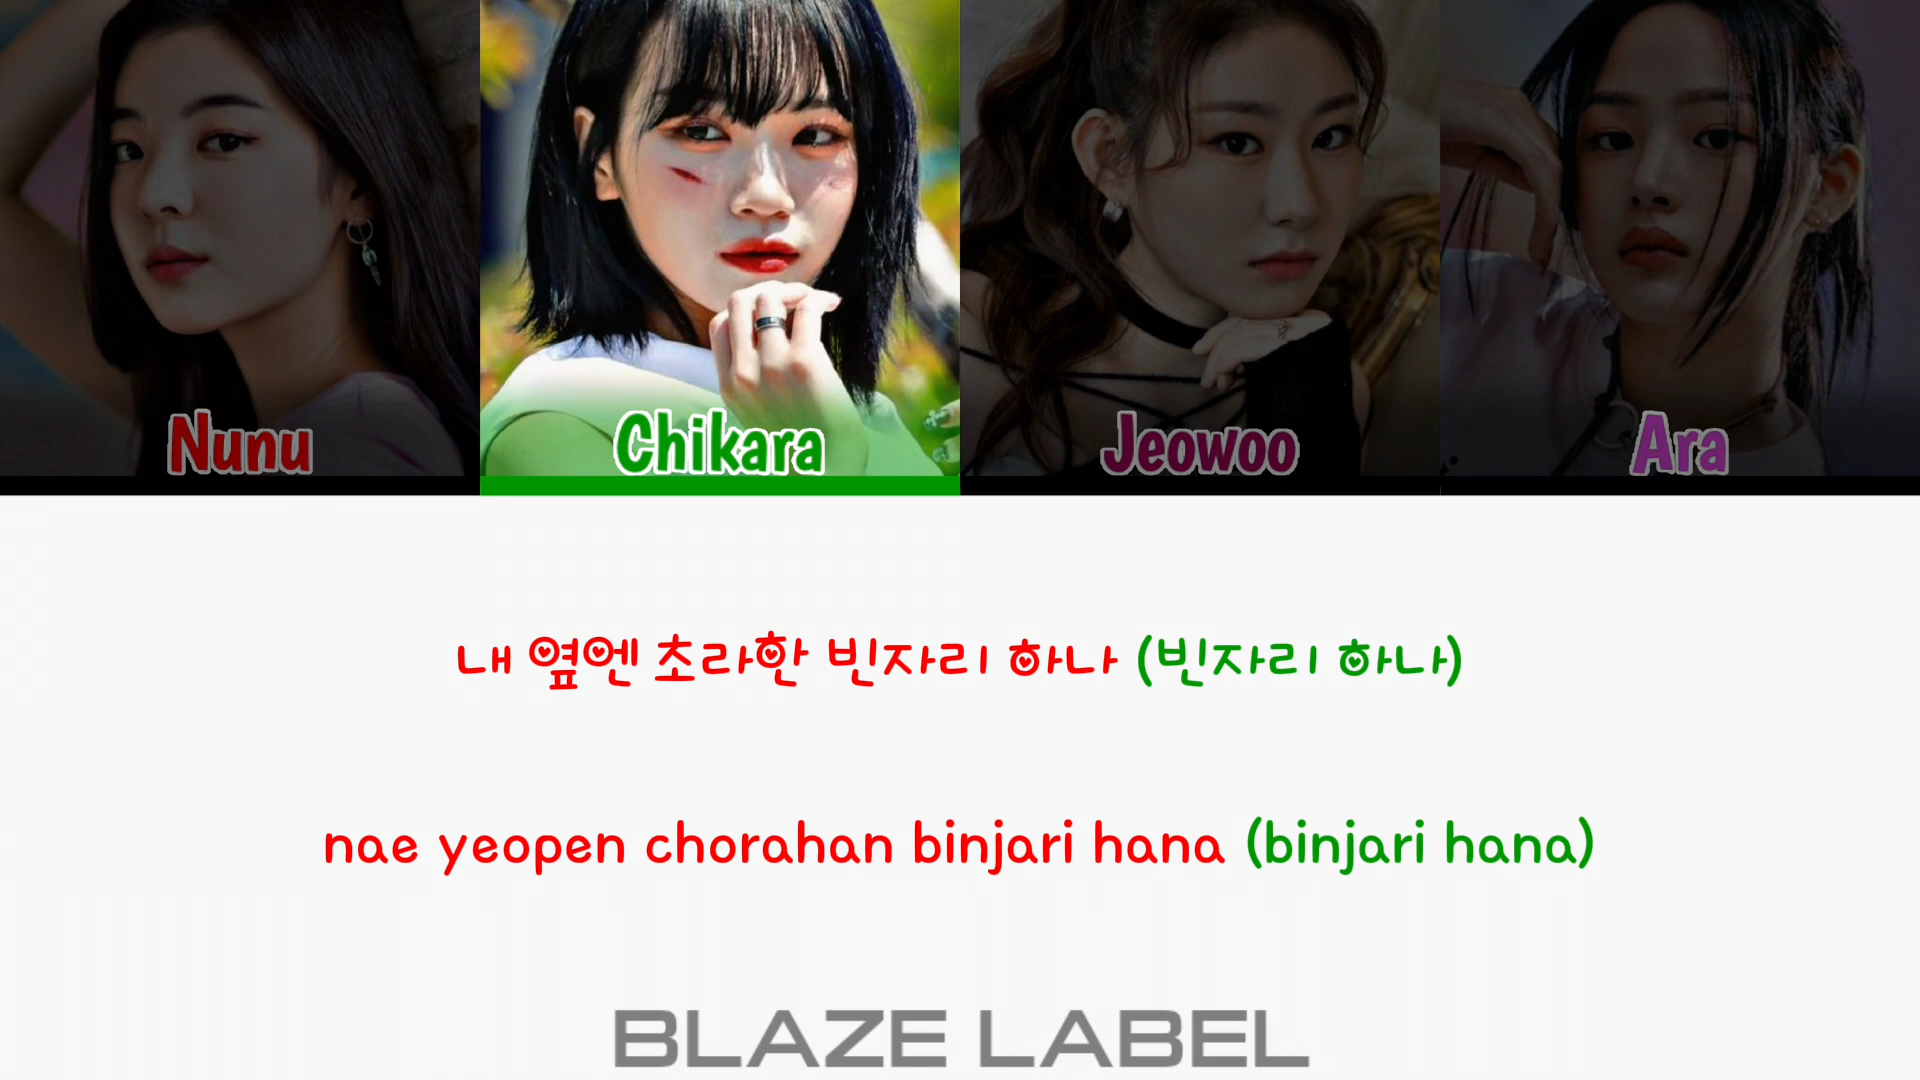 Nunu
Chikara
Jeowoo
Ara
내 옆엔 초라한 빈자리 하나 (빈자리 하나)
nae yeopen chorahan binjari hana (binjari hana)
BLAZE LABEL